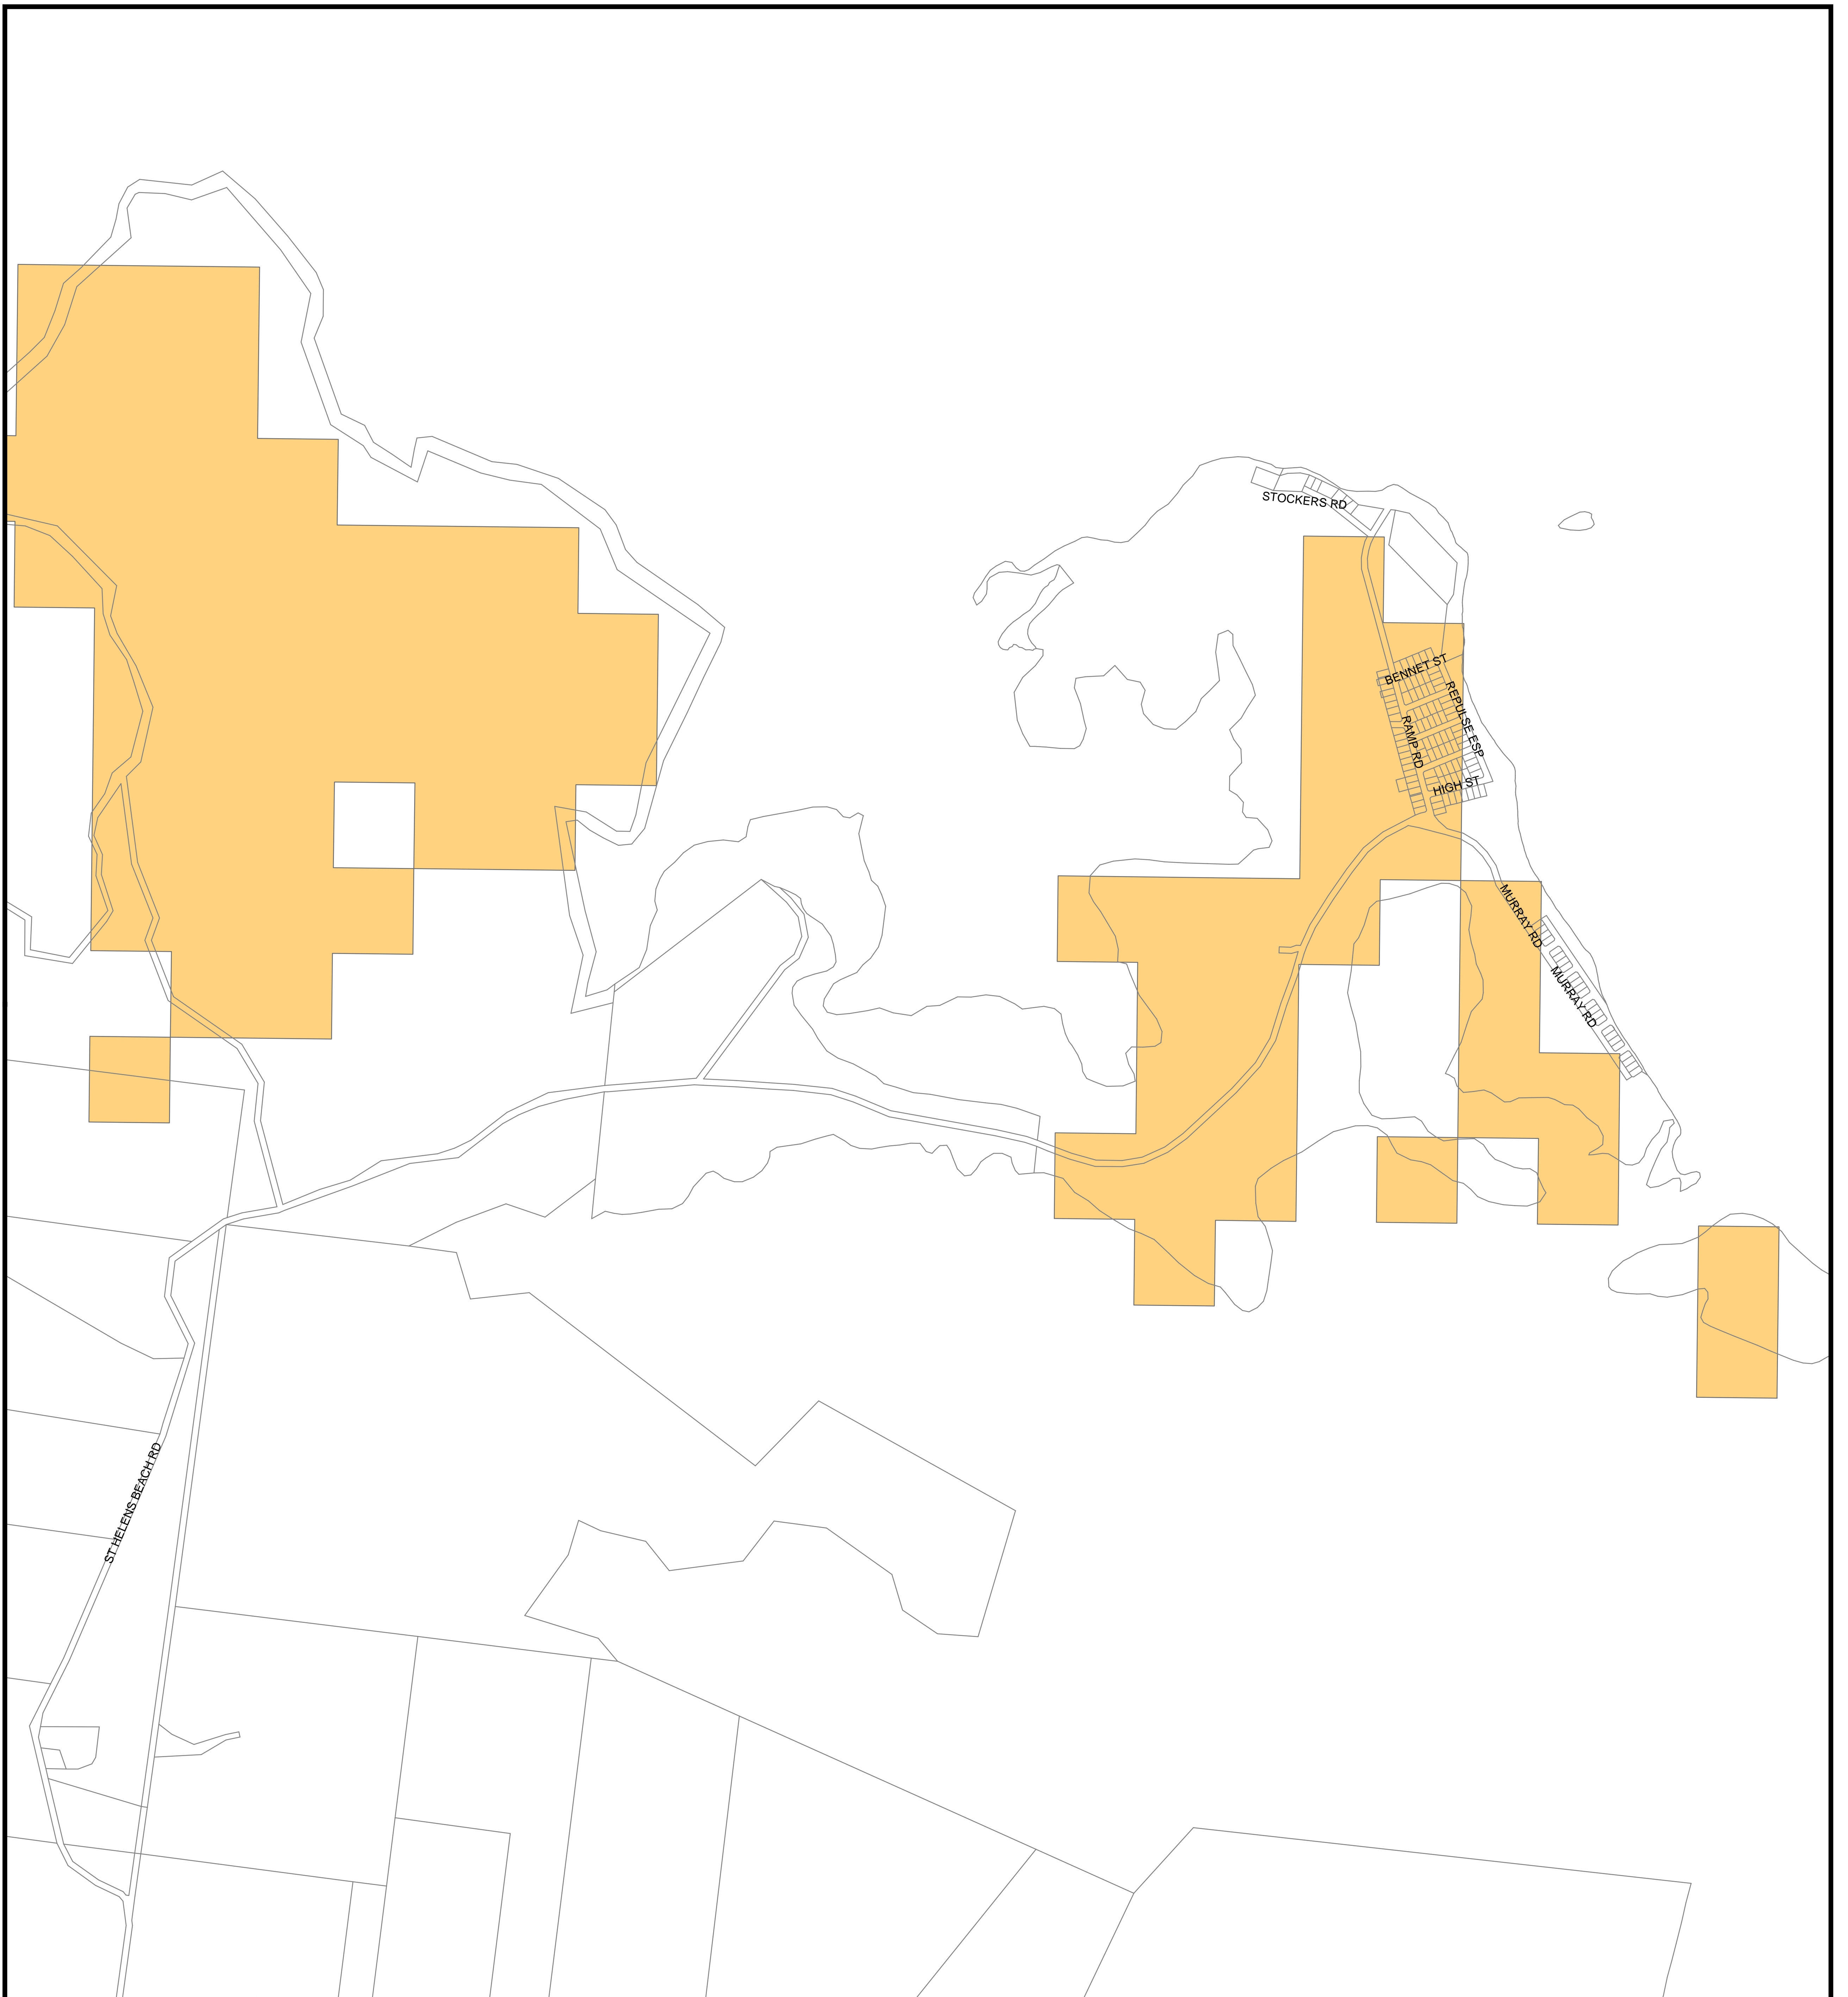 STOCKERS RD
BENNET ST
REPULSE ESP
RAMP RD
HIGH ST
MURRAY RD
MURRAY RD
ST HELENS BEACH RD